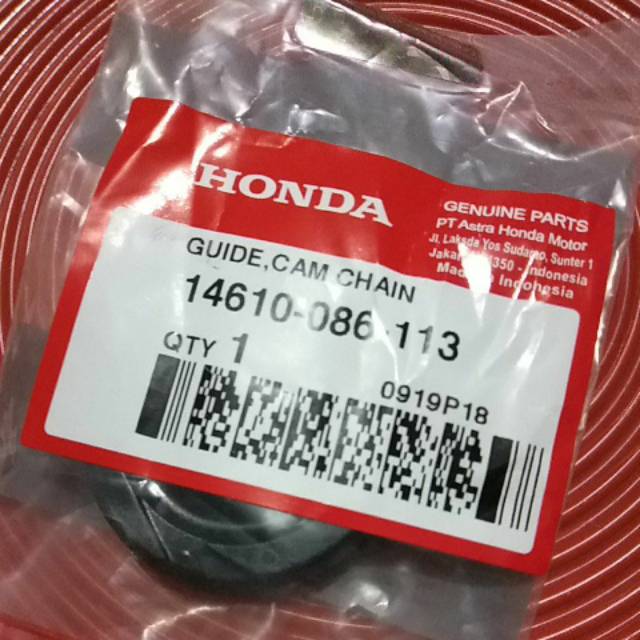 HONDA
GENUINE PARTS
PT Astra Honda Motor
Jl. Laksda Yos Sudarso, Sunter 1
Indonesia
Indonesia
GUIDE,CAM CHAIN
14610-086-113
QTY 1
0919P18